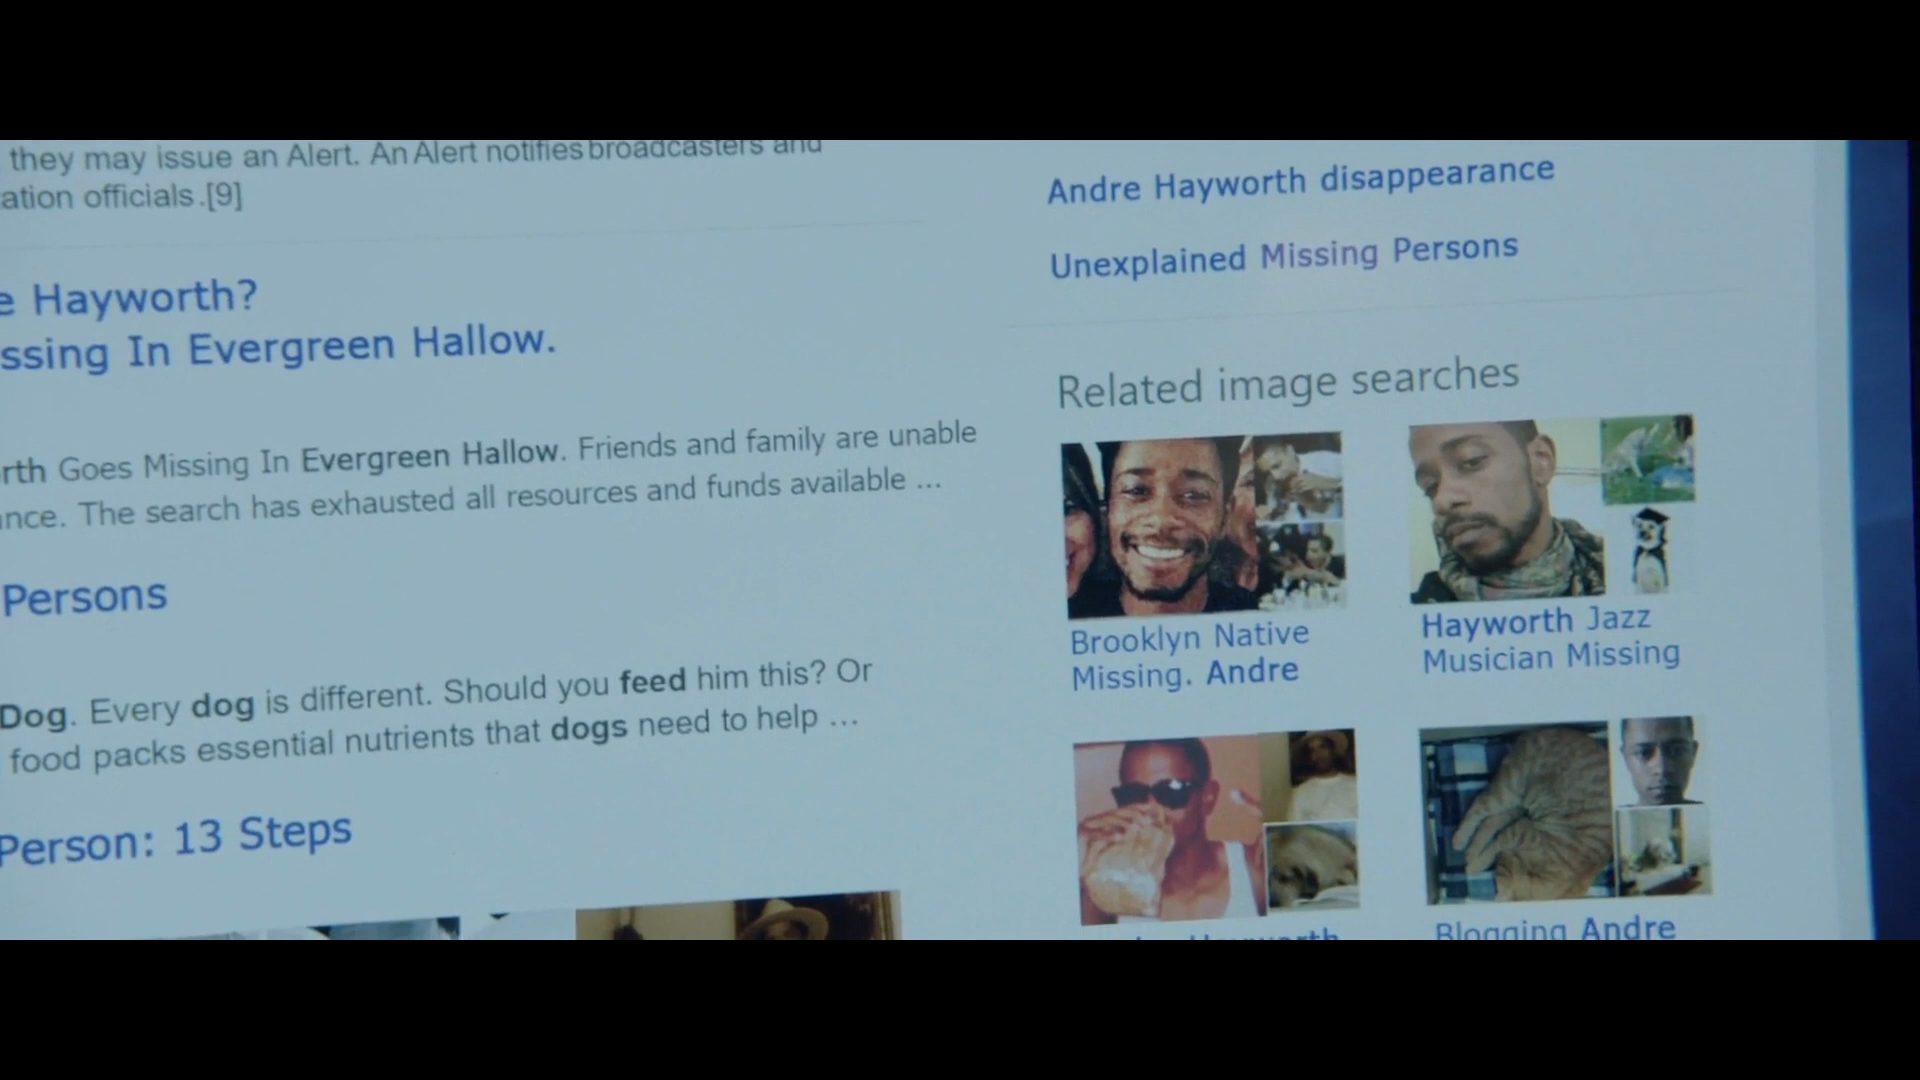 they may issue an Alert. An Alert notifies broadcasters and
ation officials.[9]
e Hayworth?
ssing In Evergreen Hallow.
rth Goes Missing In Evergreen Hallow. Friends and family are unable
ance. The search has exhausted all resources and funds available ...
Persons
Dog. Every dog is different. Should you feed him this? Or
food packs essential nutrients that dogs need to help ...
Person: 13 Steps
Andre Hayworth disappearance
Unexplained Missing Persons
Related image searches
Brooklyn Native
Missing. Andre
Hayworth Jazz
Musician Missing
Hayworth
Blogging Andre